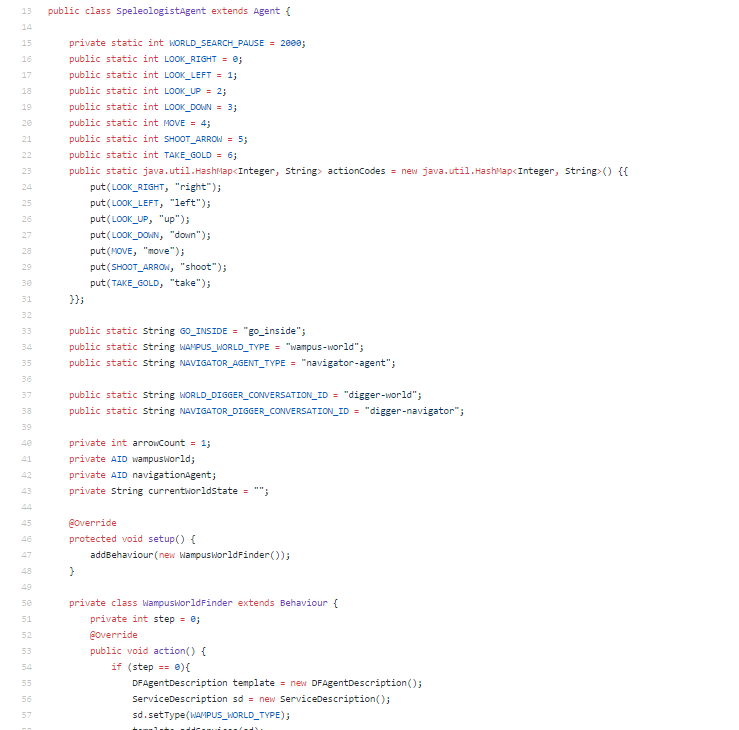 13 public class SpeleologistAgent extends Agent {
14
15 private static int WORLD_SEARCH_PAUSE = 2000;
16 public static int LOOK_RIGHT = 0;
17 public static int LOOK_LEFT = 1;
18 public static int LOOK_UP = 2;
19 public static int LOOK_DOWN = 3;
20 public static int MOVE = 4;
21 public static int SHOOT_ARROW = 5;
22 public static int TAKE_GOLD = 6;
23 public static java.util.HashMap<Integer, String> actionCodes = new java.util.HashMap<Integer, String>() {{
24 put(LOOK_RIGHT, "right");
25 put(LOOK_LEFT, "left");
26 put(LOOK_UP, "up");
27 put(LOOK_DOWN, "down");
28 put(MOVE, "move");
29 put(SHOOT_ARROW, "shoot");
30 put(TAKE_GOLD, "take");
31 }};
32
33 public static String GO_INSIDE = "go_inside";
34 public static String WAMPUS_WORLD_TYPE = "wampus-world";
35 public static String NAVIGATOR_AGENT_TYPE = "navigator-agent";
36
37 public static String WORLD_DIGGER_CONVERSATION_ID = "digger-world";
38 public static String NAVIGATOR_DIGGER_CONVERSATION_ID = "digger-navigator";
39
40 private int arrowCount = 1;
41 private AID wampusWorld;
42 private AID navigationAgent;
43 private String currentWorldState = "";
44
45 @Override
46 protected void setup() {
47 addBehaviour(new WampusWorldFinder());
48 }
49
50 private class WampusWorldFinder extends Behaviour {
51 private int step = 0;
52 @Override
53 public void action() {
54 if (step == 0){
55 DFAgentDescription template = new DFAgentDescription();
56 ServiceDescription sd = new ServiceDescription();
57 sd.setType(WAMPUS_WORLD_TYPE);